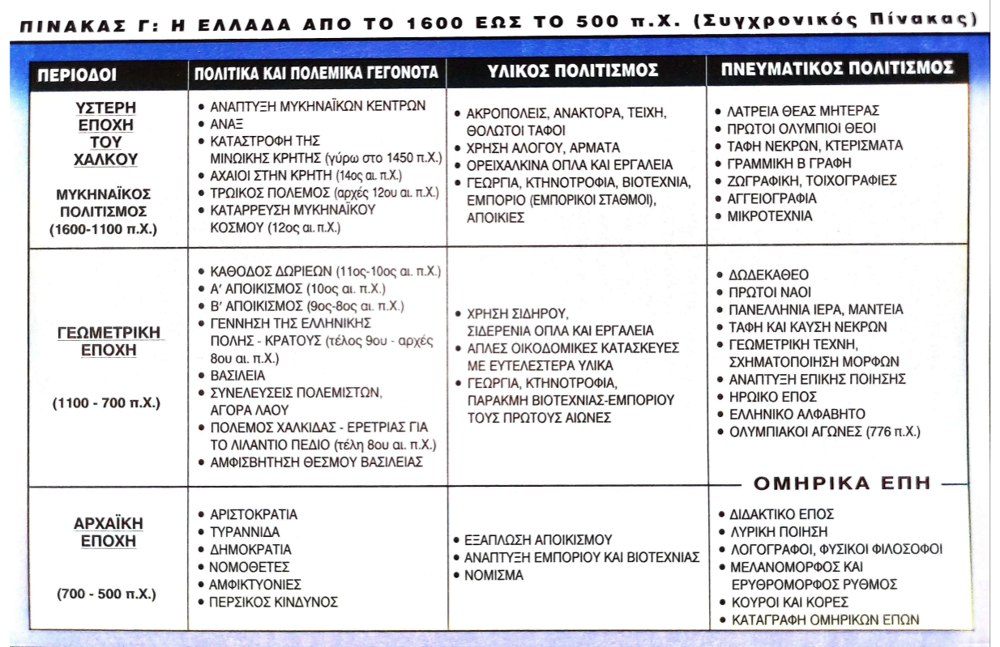 ΠΙΝΑΚΑΣ Γ: Η ΕΛΛΑΔΑ ΑΠΟ ΤΟ 1600 ΕΩΣ ΤΟ 500 π.Χ. (Συγχρονικός Πίνακας)
ΠΕΡΙΟΔΟΙ
ΠΟΛΙΤΙΚΑ ΚΑΙ ΠΟΛΕΜΙΚΑ ΓΕΓΟΝΟΤΑ
ΥΛΙΚΟΣ ΠΟΛΙΤΙΣΜΟΣ
ΠΝΕΥΜΑΤΙΚΟΣ ΠΟΛΙΤΙΣΜΟΣ
ΥΣΤΕΡΗ
ΕΠΟΧΗ
ΤΟΥ
ΧΑΛΚΟΥ
ΜΥΚΗΝΑΪΚΟΣ
ΠΟΛΙΤΙΣΜΟΣ
(1600-1100 π.Χ.)
• ΑΝΑΠΤΥΞΗ ΜΥΚΗΝΑΪΚΩΝ ΚΕΝΤΡΩΝ
• ΑΝΑΞ
• ΚΑΤΑΣΤΡΟΦΗ ΤΗΣ
ΜΙΝΩΙΚΗΣ ΚΡΗΤΗΣ (γύρω στο 1450 π.Χ.)
• ΑΧΑΙΟΙ ΣΤΗΝ ΚΡΗΤΗ (14ος αι. π.Χ.)
• ΤΡΩΙΚΟΣ ΠΟΛΕΜΟΣ (αρχές 12ου αι. π.Χ.)
• ΚΑΤΑΡΡΕΥΣΗ ΜΥΚΗΝΑΪΚΟΥ
ΚΟΣΜΟΥ (12ος αι. π.Χ.)
• ΑΚΡΟΠΟΛΕΙΣ, ΑΝΑΚΤΟΡΑ, ΤΕΙΧΗ,
ΘΟΛΩΤΟΙ ΤΑΦΟΙ
• ΧΡΗΣΗ ΑΛΟΓΟΥ, ΑΡΜΑΤΑ
• ΟΡΕΙΧΑΛΚΙΝΑ ΟΠΛΑ ΚΑΙ ΕΡΓΑΛΕΙΑ
• ΓΕΩΡΓΙΑ, ΚΤΗΝΟΤΡΟΦΙΑ, ΒΙΟΤΕΧΝΙΑ,
ΕΜΠΟΡΙΟ (ΕΜΠΟΡΙΚΟΙ ΣΤΑΘΜΟΙ),
ΑΠΟΙΚΙΕΣ
• ΛΑΤΡΕΙΑ ΘΕΑΣ ΜΗΤΕΡΑΣ
• ΠΡΩΤΟΙ ΟΛΥΜΠΙΟΙ ΘΕΟΙ
• ΤΑΦΗ ΝΕΚΡΩΝ, ΚΤΕΡΙΣΜΑΤΑ
• ΓΡΑΜΜΙΚΗ Β ΓΡΑΦΗ
• ΖΩΓΡΑΦΙΚΗ, ΤΟΙΧΟΓΡΑΦΙΕΣ
• ΑΓΓΕΙΟΓΡΑΦΙΑ
• ΜΙΚΡΟΤΕΧΝΙΑ
ΓΕΩΜΕΤΡΙΚΗ
ΕΠΟΧΗ
(1100 - 700 π.Χ.)
• ΚΑΘΟΔΟΣ ΔΩΡΙΕΩΝ (11ος-10ος αι. π.Χ.)
• Α' ΑΠΟΙΚΙΣΜΟΣ (10ος αι. π.Χ.)
• Β' ΑΠΟΙΚΙΣΜΟΣ (9ος-8ος αι. π.Χ.)
• ΓΕΝΝΗΣΗ ΤΗΣ ΕΛΛΗΝΙΚΗΣ
ΠΟΛΗΣ - ΚΡΑΤΟΥΣ (τέλος 9ου - αρχές
8ου αι. π.Χ.)
• ΒΑΣΙΛΕΙΑ
• ΣΥΝΕΛΕΥΣΕΙΣ ΠΟΛΕΜΙΣΤΩΝ,
ΑΓΟΡΑ ΛΑΟΥ
• ΠΟΛΕΜΟΣ ΧΑΛΚΙΔΑΣ - ΕΡΕΤΡΙΑΣ ΓΙΑ
ΤΟ ΛΙΛΑΝΤΙΟ ΠΕΔΙΟ (τέλη 8ου αι. π.Χ.)
• ΑΜΦΙΣΒΗΤΗΣΗ ΘΕΣΜΟΥ ΒΑΣΙΛΕΙΑΣ
• ΧΡΗΣΗ ΣΙΔΗΡΟΥ,
ΣΙΔΕΡΕΝΙΑ ΟΠΛΑ ΚΑΙ ΕΡΓΑΛΕΙΑ
• ΑΠΛΕΣ ΟΙΚΟΔΟΜΙΚΕΣ ΚΑΤΑΣΚΕΥΕΣ
ΜΕ ΕΥΤΕΛΕΣΤΕΡΑ ΥΛΙΚΑ
• ΓΕΩΡΓΙΑ, ΚΤΗΝΟΤΡΟΦΙΑ,
ΠΑΡΑΚΜΗ ΒΙΟΤΕΧΝΙΑΣ-ΕΜΠΟΡΙΟΥ
ΤΟΥΣ ΠΡΩΤΟΥΣ ΑΙΩΝΕΣ
• ΔΩΔΕΚΑΘΕΟ
• ΠΡΩΤΟΙ ΝΑΟΙ
• ΠΑΝΕΛΛΗΝΙΑ ΙΕΡΑ, ΜΑΝΤΕΙΑ
• ΤΑΦΗ ΚΑΙ ΚΑΥΣΗ ΝΕΚΡΩΝ
• ΓΕΩΜΕΤΡΙΚΗ ΤΕΧΝΗ,
ΣΧΗΜΑΤΟΠΟΙΗΣΗ ΜΟΡΦΩΝ
• ΑΝΑΠΤΥΞΗ ΕΠΙΚΗΣ ΠΟΙΗΣΗΣ
• ΗΡΩΙΚΟ ΕΠΟΣ
• ΕΛΛΗΝΙΚΟ ΑΛΦΑΒΗΤΟ
• ΟΛΥΜΠΙΑΚΟΙ ΑΓΩΝΕΣ (776 π.Χ.)
ΟΜΗΡΙΚΑ ΕΠΗ
ΑΡΧΑΪΚΗ
ΕΠΟΧΗ
(700 - 500 π.Χ.)
• ΑΡΙΣΤΟΚΡΑΤΙΑ
• ΤΥΡΑΝΝΙΔΑ
• ΔΗΜΟΚΡΑΤΙΑ
• ΝΟΜΟΘΕΤΕΣ
• ΑΜΦΙΚΤΥΟΝΙΕΣ
• ΠΕΡΣΙΚΟΣ ΚΙΝΔΥΝΟΣ
• ΕΞΑΠΛΩΣΗ ΑΠΟΙΚΙΣΜΟΥ
• ΑΝΑΠΤΥΞΗ ΕΜΠΟΡΙΟΥ ΚΑΙ ΒΙΟΤΕΧΝΙΑΣ
• ΝΟΜΙΣΜΑ
• ΔΙΔΑΚΤΙΚΟ ΕΠΟΣ
• ΛΥΡΙΚΗ ΠΟΙΗΣΗ
• ΛΟΓΟΓΡΑΦΟΙ, ΦΥΣΙΚΟΙ ΦΙΛΟΣΟΦΟΙ
• ΜΕΛΑΝΟΜΟΡΦΟΣ ΚΑΙ
ΕΡΥΘΡΟΜΟΡΦΟΣ ΡΥΘΜΟΣ
• ΚΟΥΡΟΙ ΚΑΙ ΚΟΡΕΣ
• ΚΑΤΑΓΡΑΦΗ ΟΜΗΡΙΚΩΝ ΕΠΩΝ